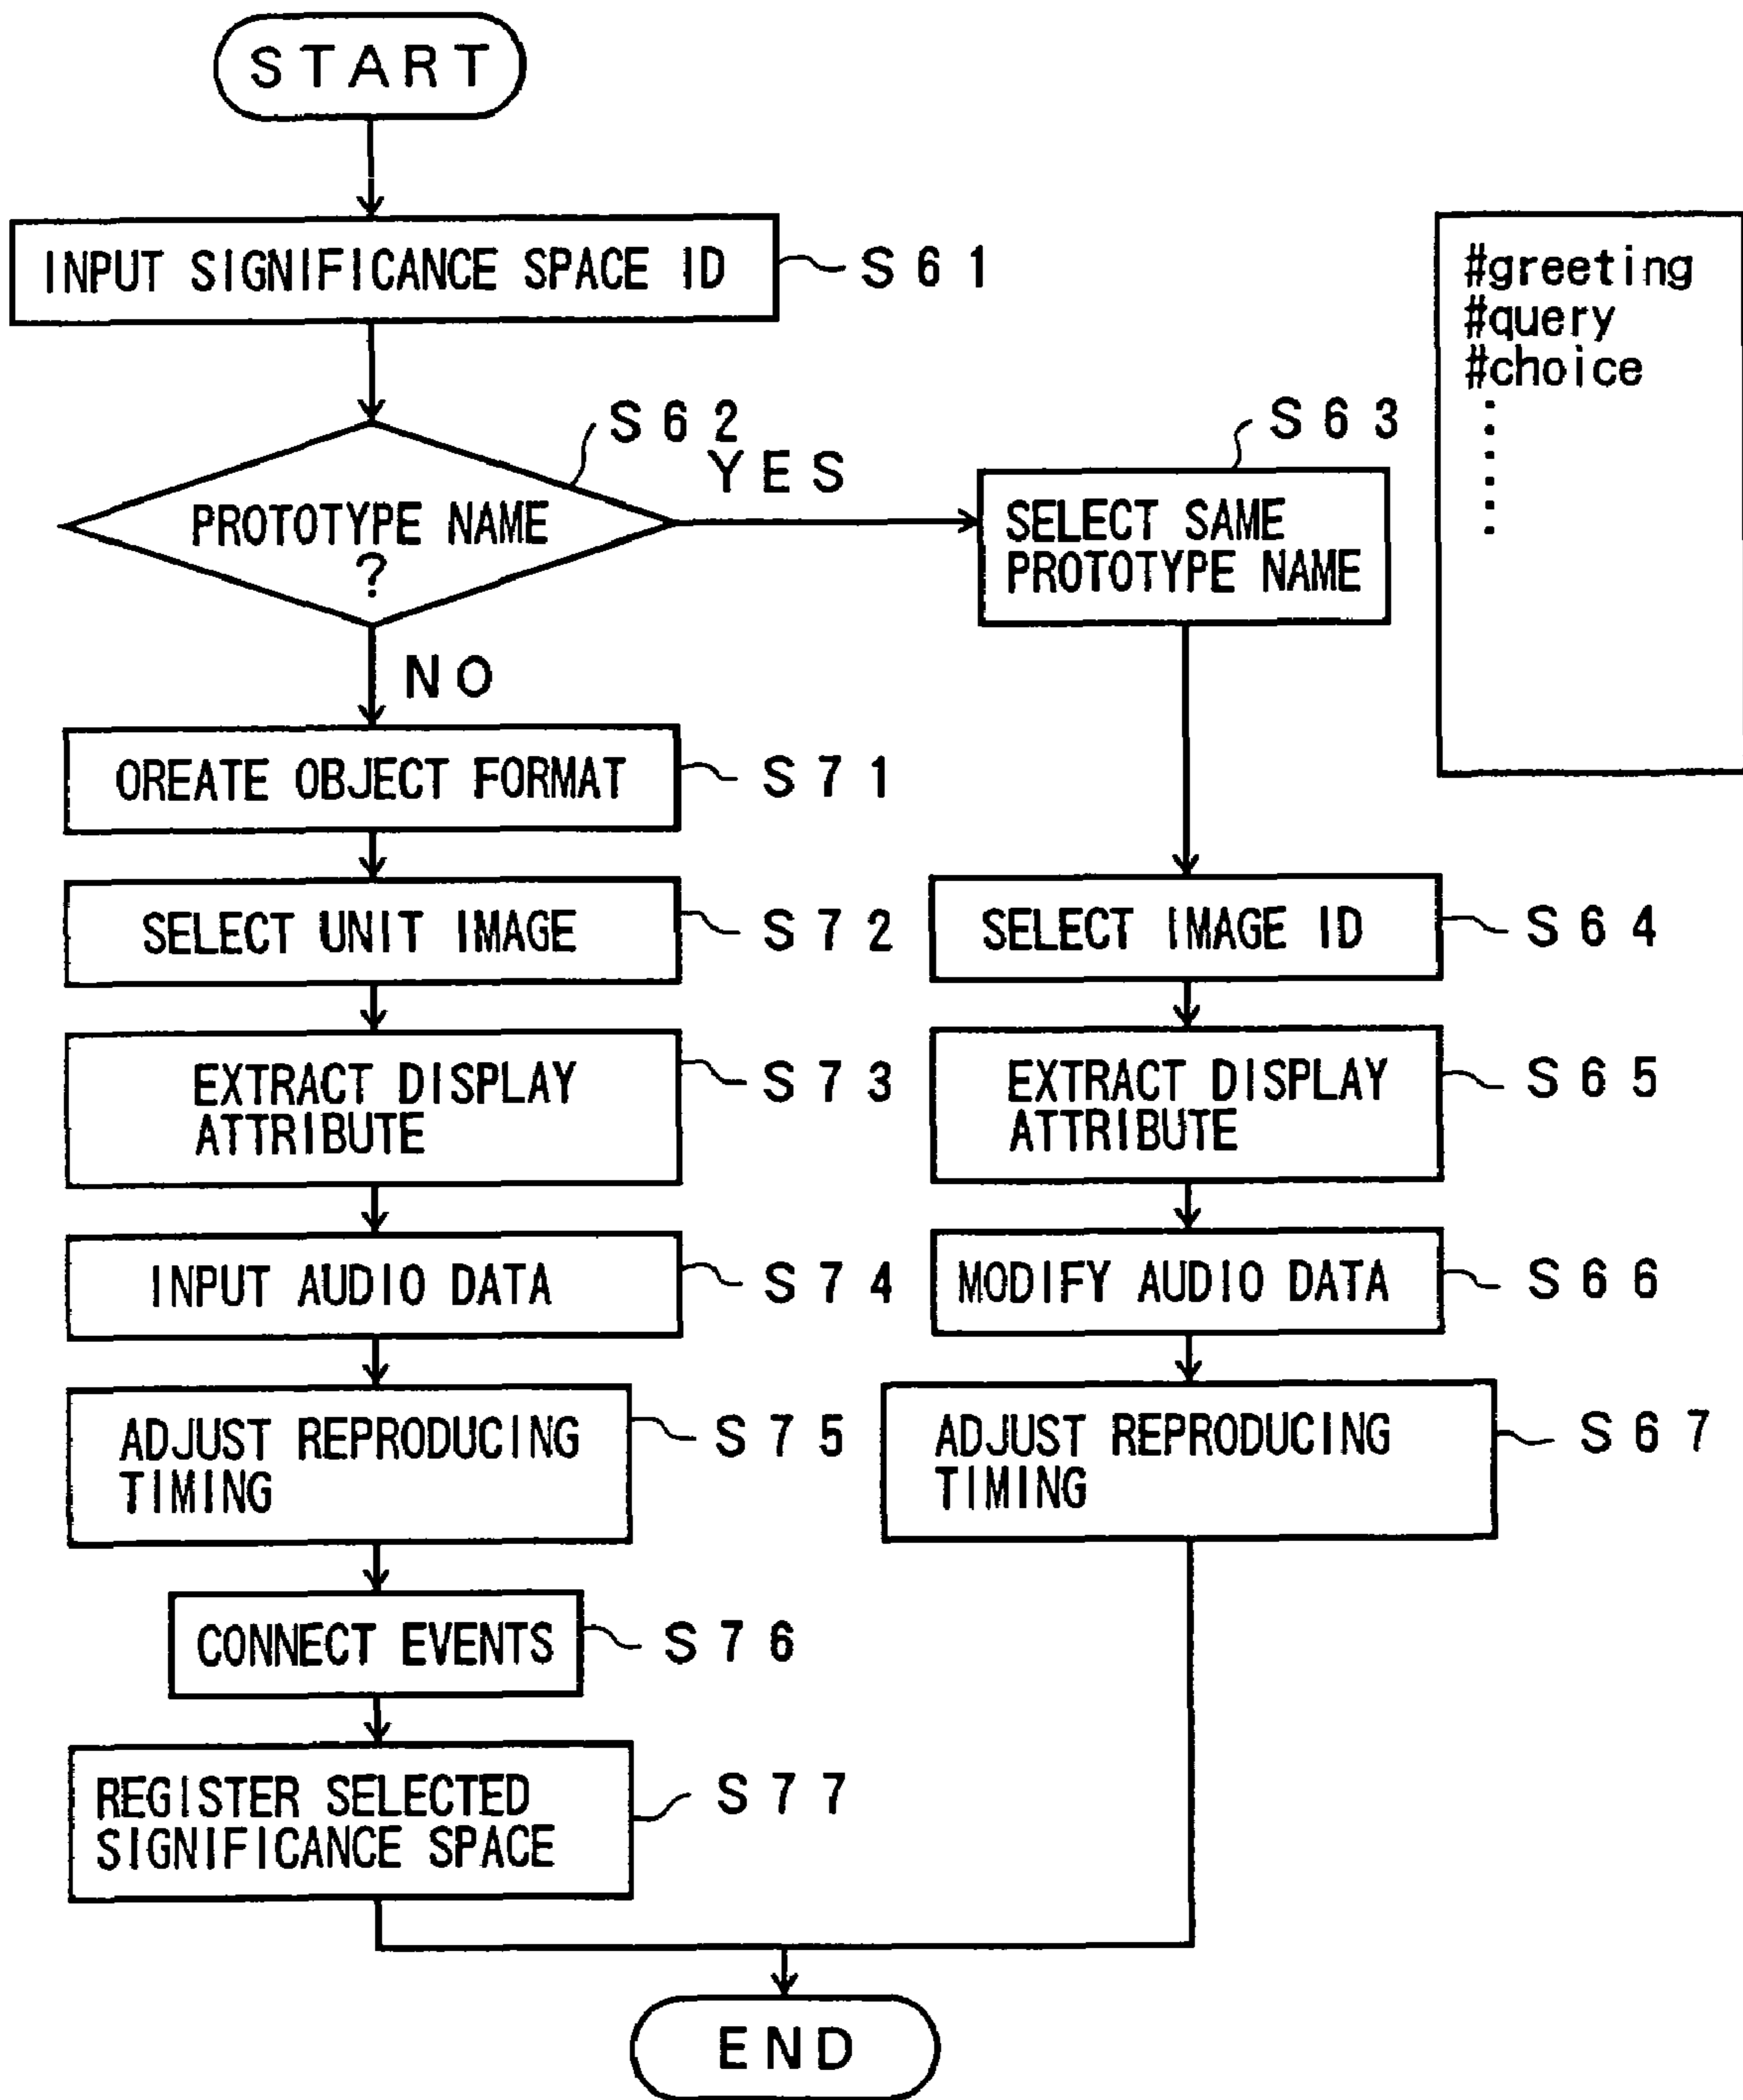 START
INPUT SIGNIFICANCE SPACE ID
S61
#greeting
#query
#choice
S62
YES
S63
PROTOTYPE NAME
?
SELECT SAME
PROTOTYPE NAME
NO
OREATE OBJECT FORMAT
S71
SELECT UNIT IMAGE
S72
SELECT IMAGE ID
S64
EXTRACT DISPLAY
ATTRIBUTE
S73
EXTRACT DISPLAY
ATTRIBUTE
S65
INPUT AUDIO DATA
S74
MODIFY AUDIO DATA
S66
ADJUST REPRODUCING
TIMING
S75
ADJUST REPRODUCING
TIMING
S67
CONNECT EVENTS
S76
REGISTER SELECTED
SIGNIFICANCE SPACE
S77
END